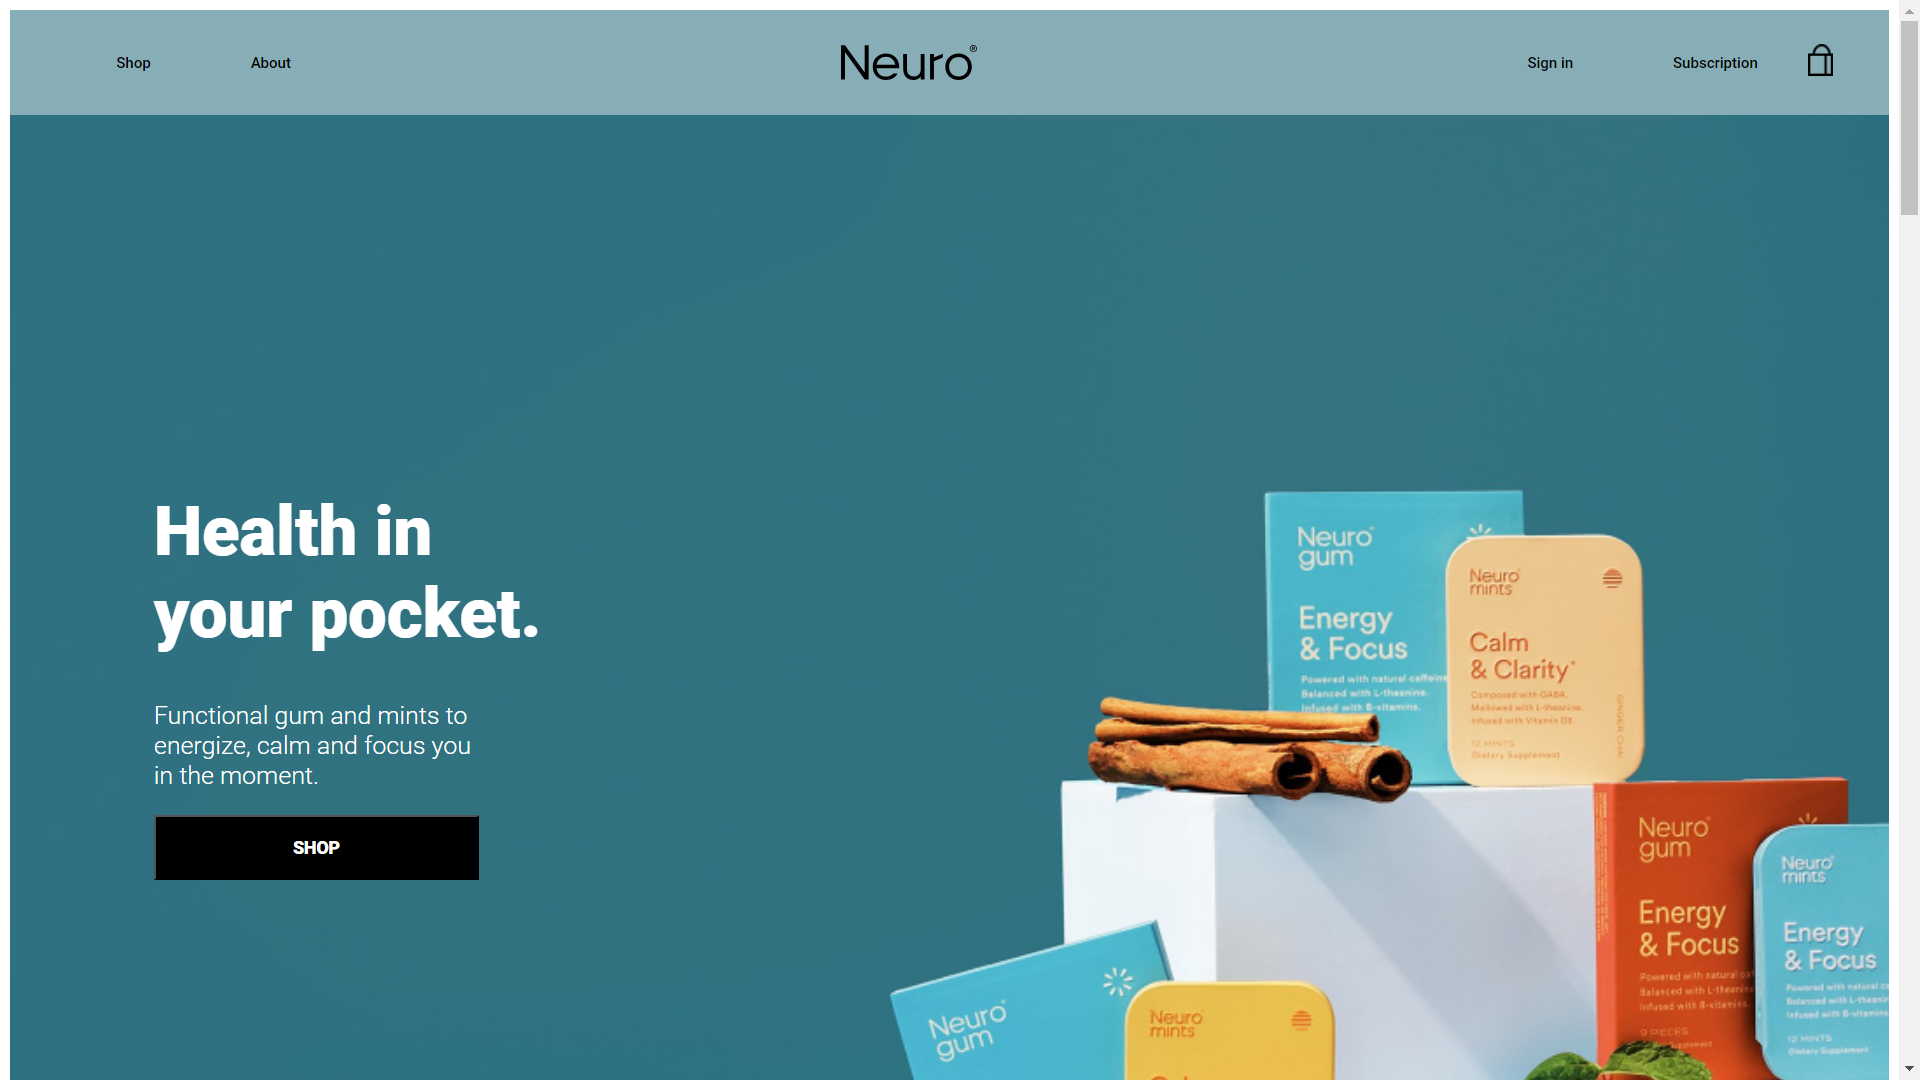 Shop
About
Neuro®
Sign in
Subscription
Health in
your pocket.
Functional gum and mints to
energize, calm and focus you
in the moment.
SHOP
Neuro
gum
Energy
& Focus
Powered with natural caffeine
Balanced with L-theanine.
Infused with B-vitamins.
Neuro
mints
Calm
& Clarity*
Composed with GABA.
Mellowed with L-theanine.
Infused with Vitamin D3.
12 MINTS
Dietary Supplement
GINGER CHAI
Neuro
gum
Energy
& Focus
Powered with natural
Balanced with L-theanine
Infused with B-vitamins.
9 PIECES
Supplement
Neuro
mints
Energy
& Focus
Powered with natural
Balanced with L-theanin
Infused with B-vitamins
12 MINTS
Dietary Supplement
Neuro
gum
Neuro
mints